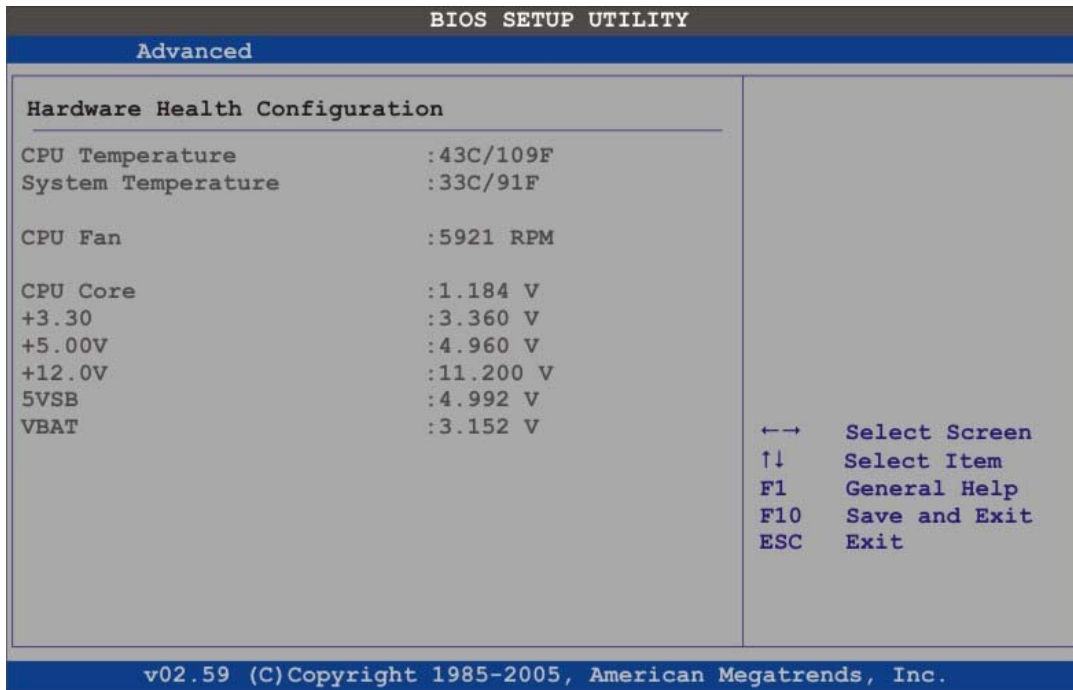 BIOS SETUP UTILITY
Advanced
Hardware Health Configuration
CPU Temperature :43C/109F
System Temperature :33C/91F
CPU Fan :5921 RPM
CPU Core :1.184 V
+3.30 :3.360 V
+5.00V :4.960 V
+12.0V :11.200 V
5VSB :4.992 V
VBAT :3.152 V
←→ Select Screen
↑↓ Select Item
F1 General Help
F10 Save and Exit
ESC Exit
v02.59 (C)Copyright 1985-2005, American Megatrends, Inc.